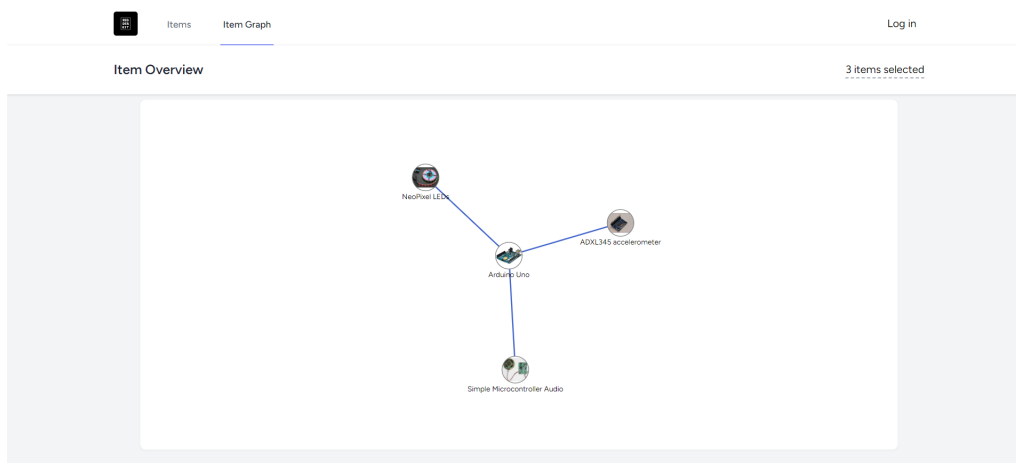 Items
Item Graph
Log in
Item Overview
3 items selected
NeoPixel LEDs
ADXL345 accelerometer
Arduino Uno
Simple Microcontroller Audio